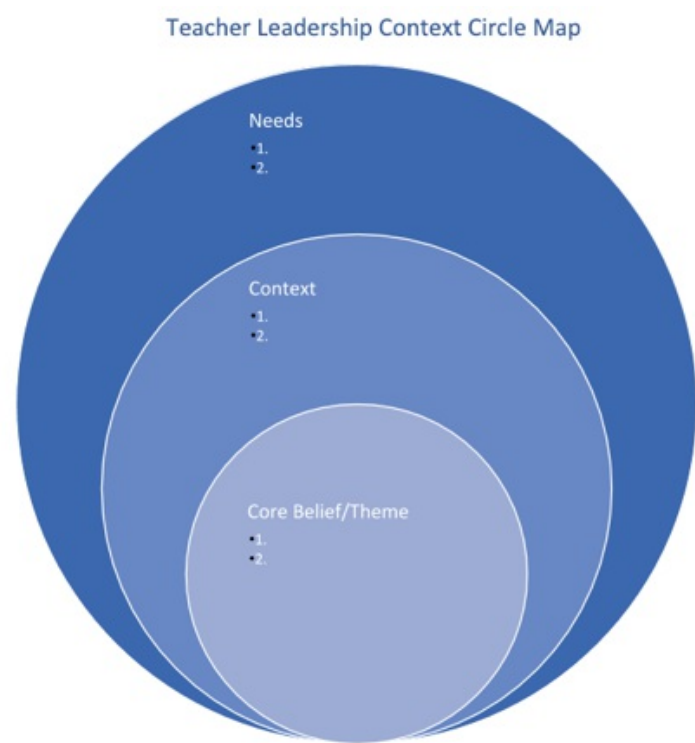 Teacher Leadership Context Circle Map
Needs
•1.
•2.
Context
•1.
•2.
Core Belief/Theme
•1.
•2.